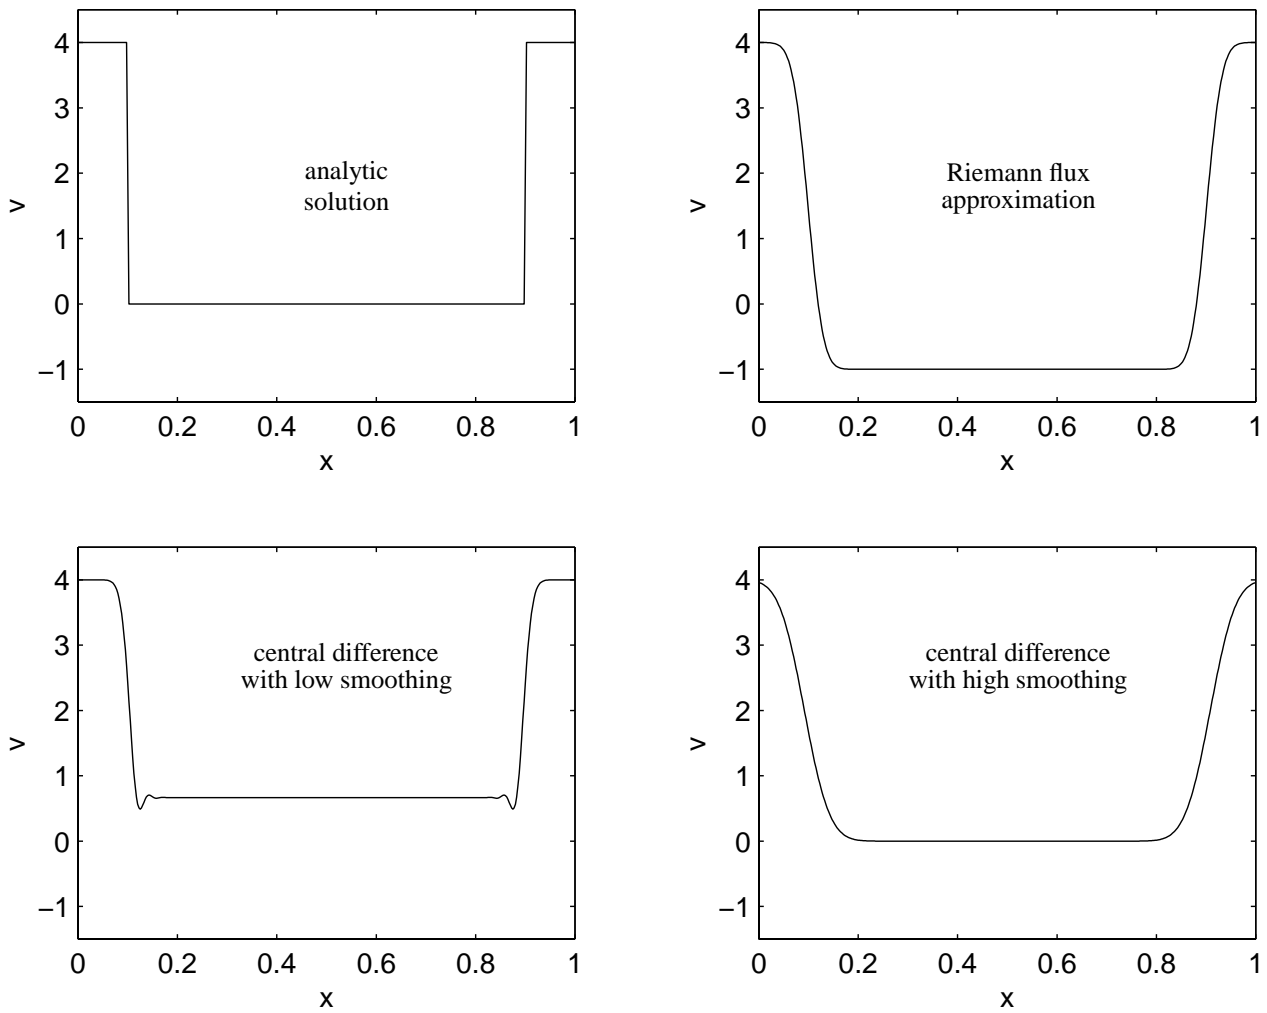 4
3
2
1
0
−1
v
analytic
solution
0 0.2 0.4 0.6 0.8 1
x
4
3
2
1
0
−1
v
Riemann flux
approximation
0 0.2 0.4 0.6 0.8 1
x
4
3
2
1
0
−1
v
central difference
with low smoothing
0 0.2 0.4 0.6 0.8 1
x
4
3
2
1
0
−1
v
central difference
with high smoothing
0 0.2 0.4 0.6 0.8 1
x